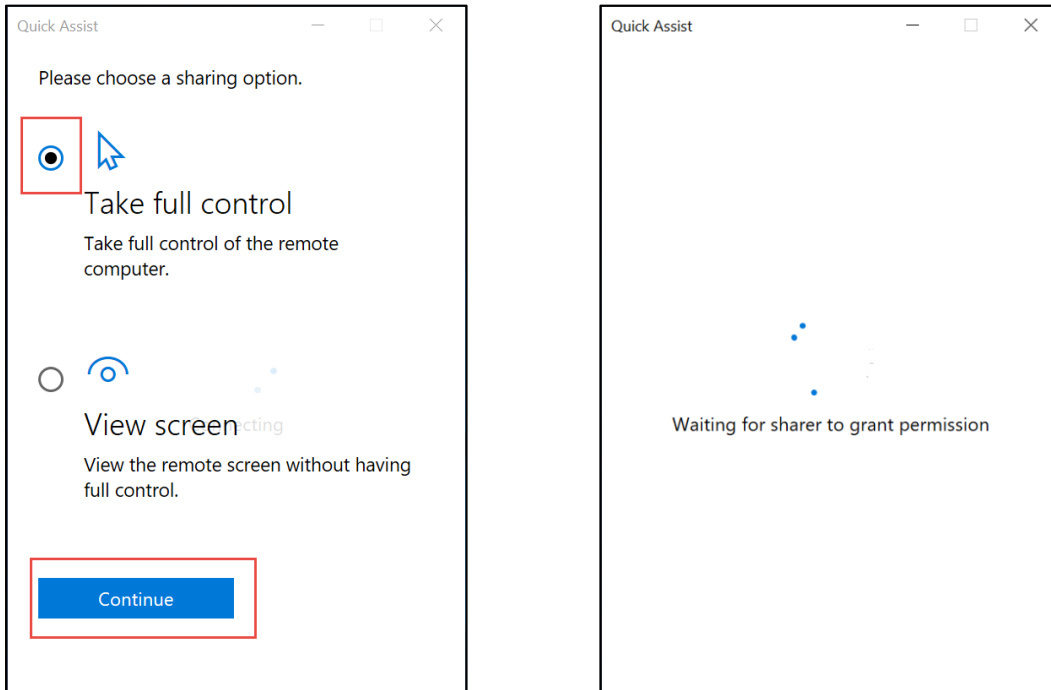 Quick Assist
Please choose a sharing option.
Take full control
Take full control of the remote
computer.
View screen
View the remote screen without having
full control.
Continue
Quick Assist
Waiting for sharer to grant permission